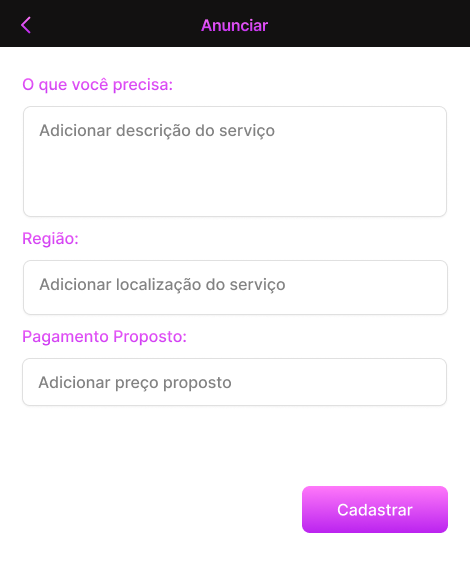 Anunciar
O que você precisa:
Adicionar descrição do serviço
Região:
Adicionar localização do serviço
Pagamento Proposto:
Adicionar preço proposto
Cadastrar